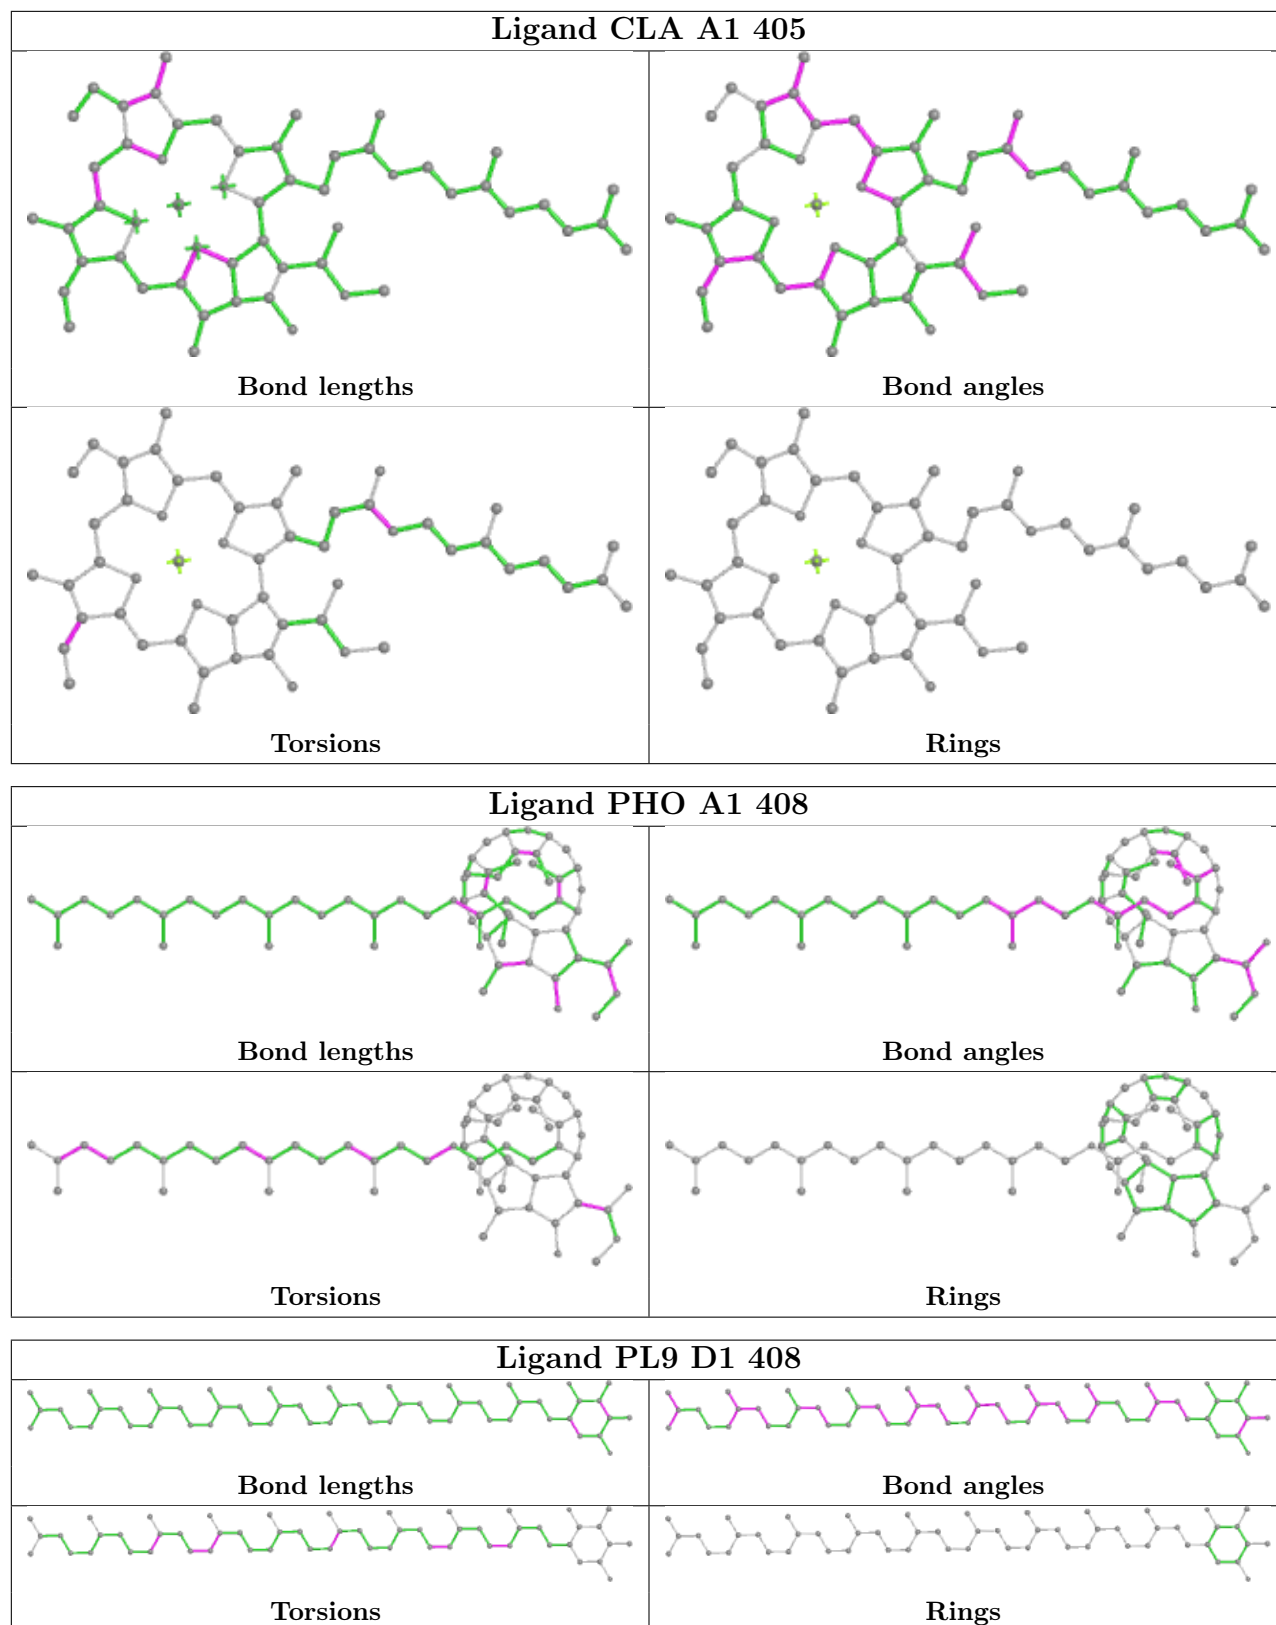 Ligand CLA A1 405
Bond lengths
Bond angles
Torsions
Rings
Ligand PHO A1 408
Bond lengths
Bond angles
Torsions
Rings
Ligand PL9 D1 408
Bond lengths
Bond angles
Torsions
Rings